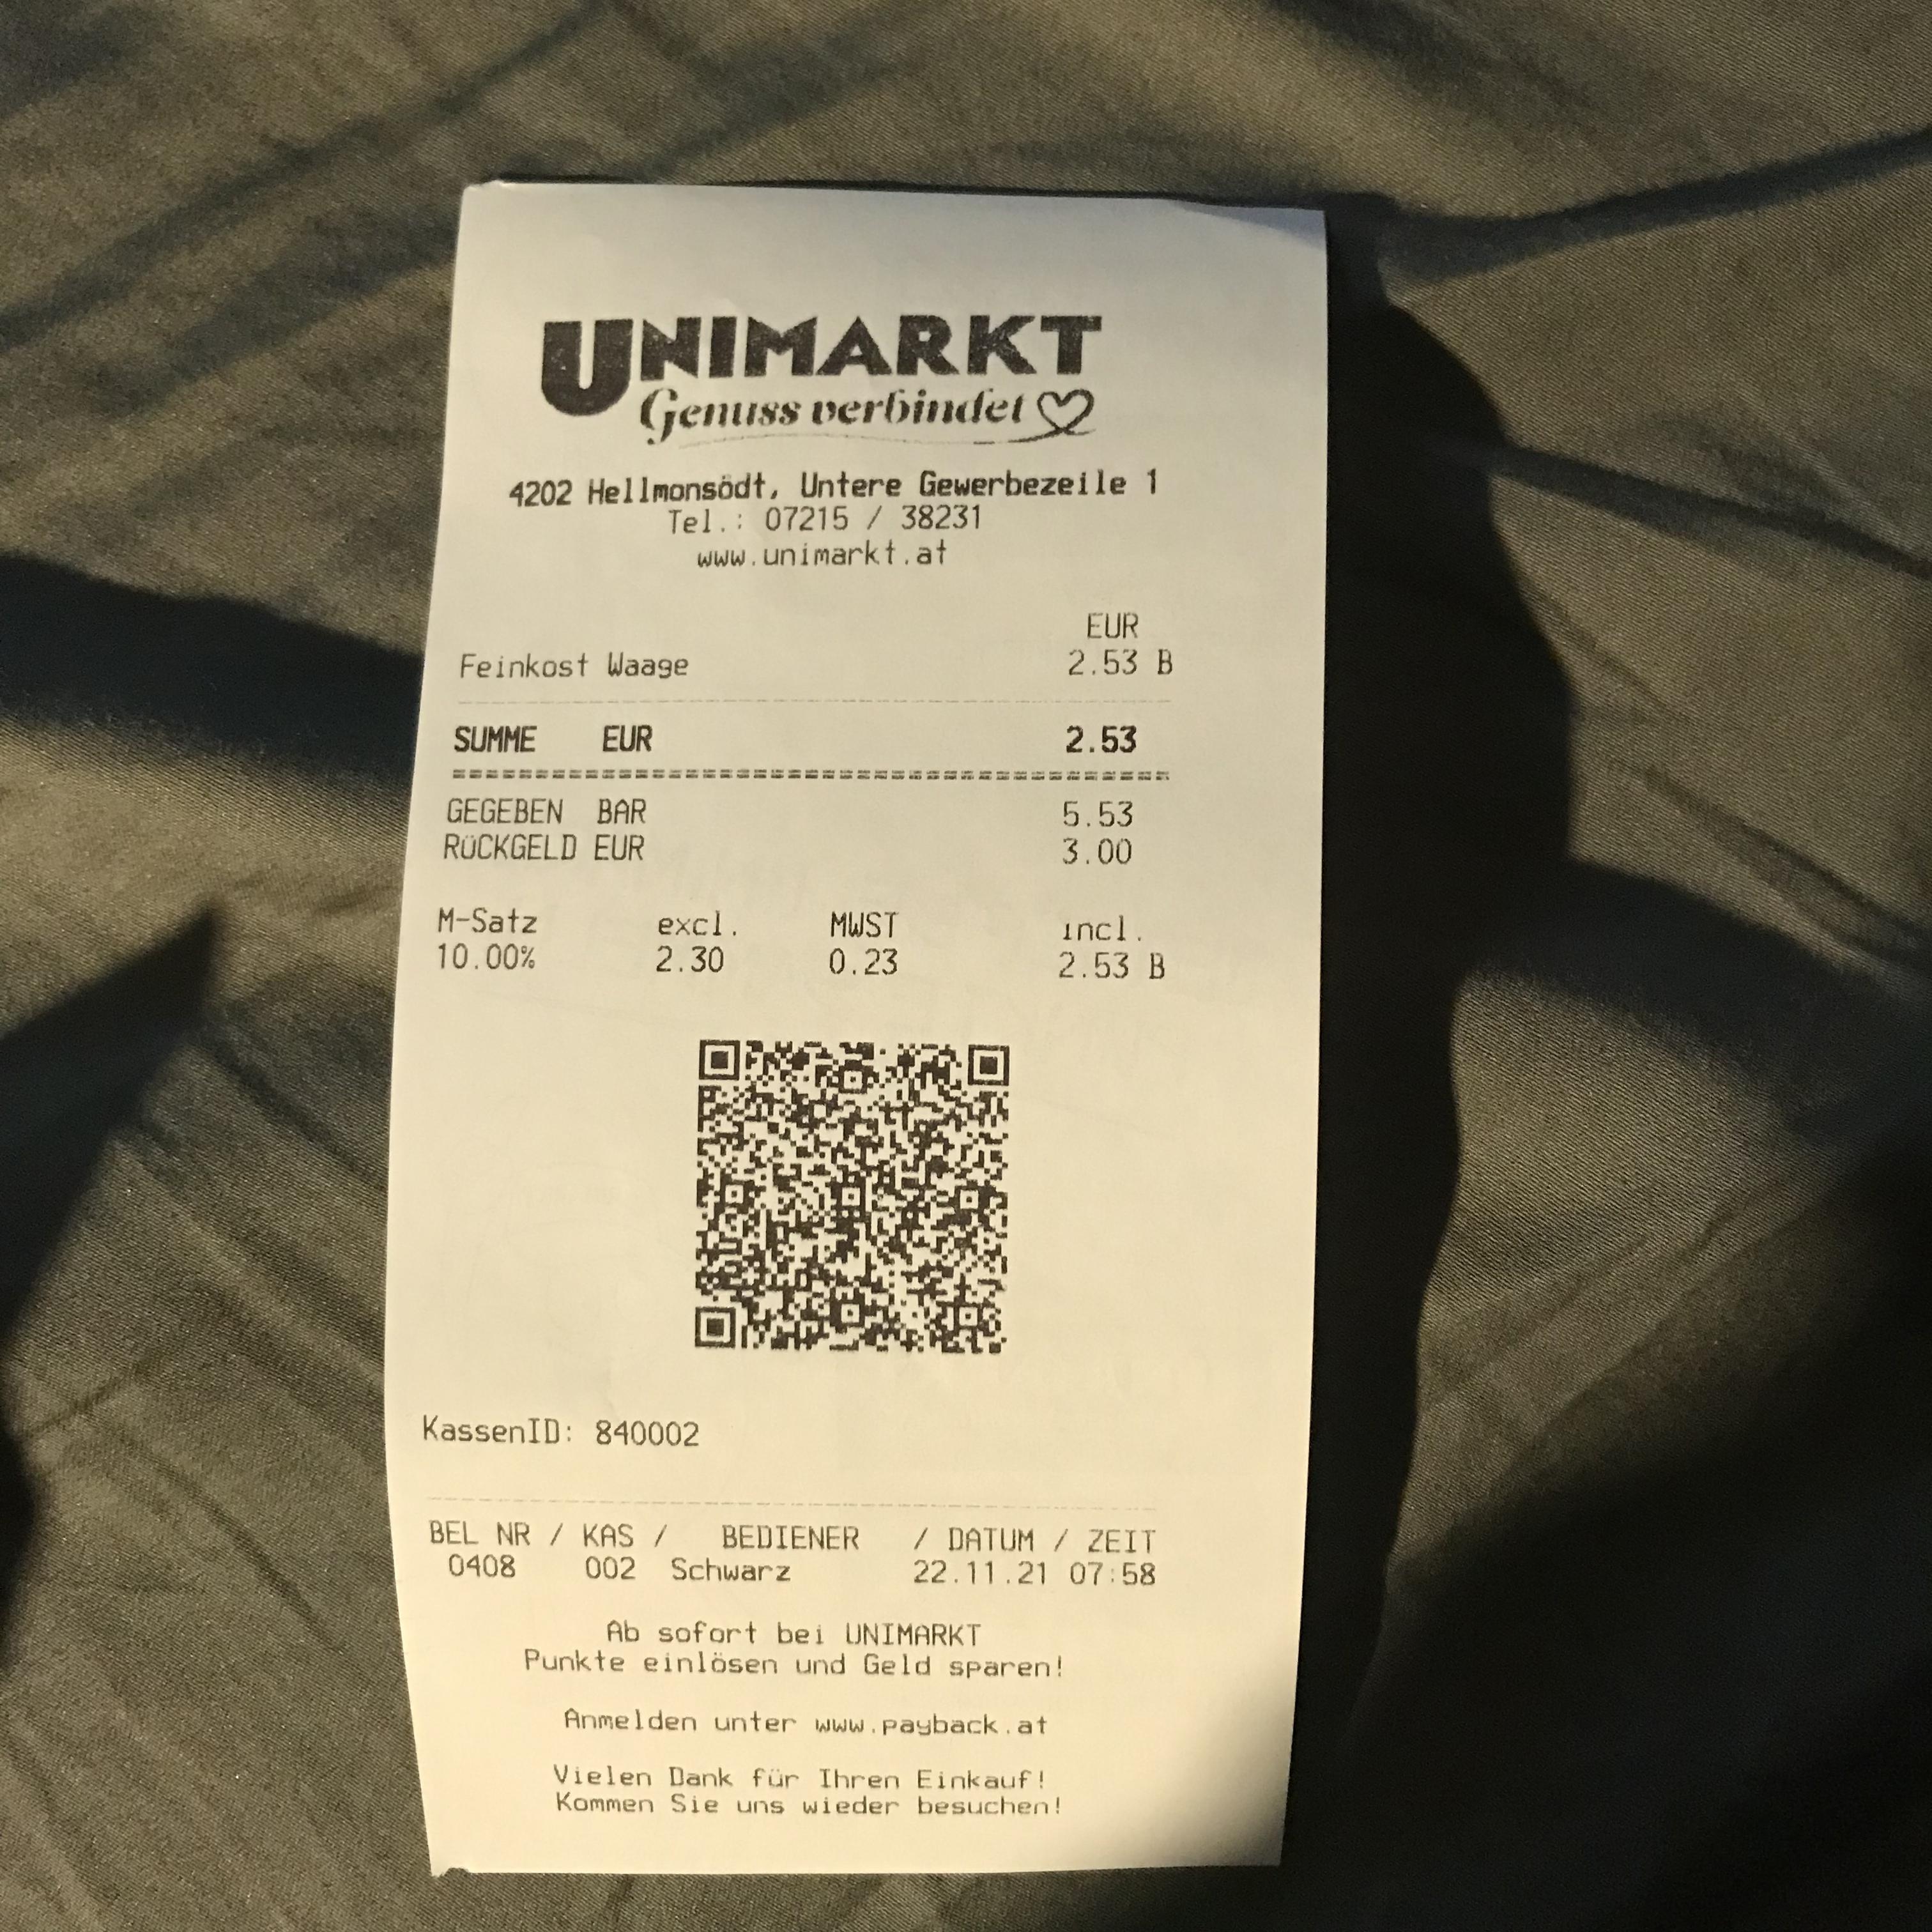 UNIMARKT
Genuss verbindet
4202 Hellmonsödt, Untere Gewerbezeile 1
Tel.: 07215 / 38231
www.unimarkt.at
EUR
Feinkost Waage 2.53 B
SUMME EUR 2.53
GEGEBEN BAR 5.53
RÜCKGELD EUR 3.00
M-Satz excl. MWST incl.
10.00% 2.30 0.23 2.53 B
KassenID: 840002
BEL NR / KAS / BEDIENER / DATUM / ZEIT
0408 002 Schwarz 22.11.21 07:58
Ab sofort bei UNIMARKT
Punkte einlösen und Geld sparen!
Anmelden unter www.payback.at
Vielen Dank für Ihren Einkauf!
Kommen Sie uns wieder besuchen!